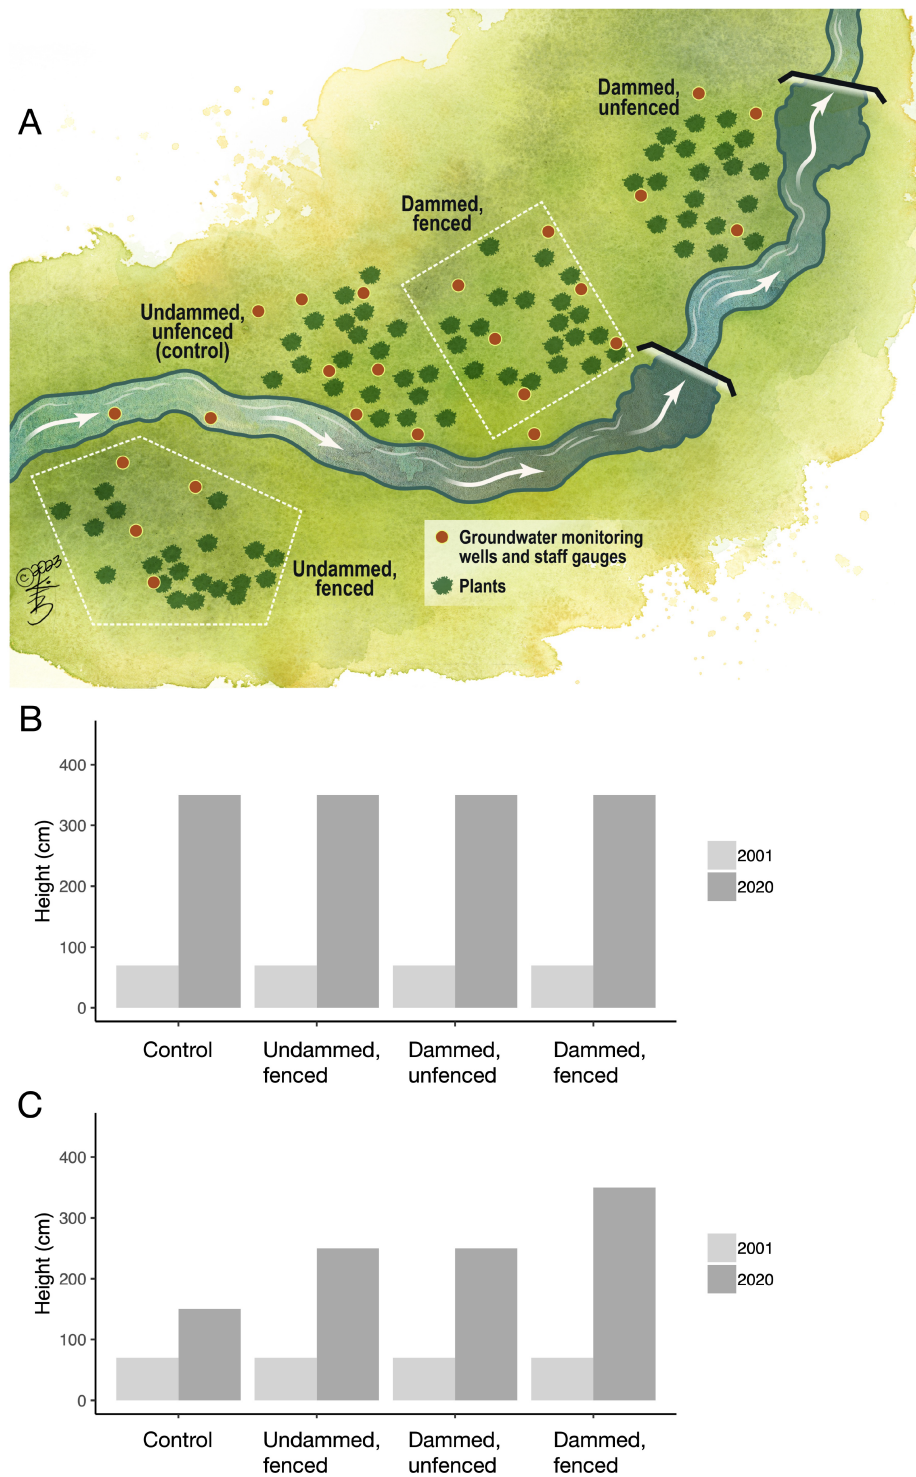 A
Dammed,
unfenced
Dammed,
fenced
Undammed,
unfenced
(control)
Groundwater monitoring
wells and staff gauges
Plants
Undammed,
fenced
©2023
B
Height (cm)
400
300
200
100
0
Control
Undammed,
fenced
Dammed,
unfenced
Dammed,
fenced
2001
2020
C
Height (cm)
400
300
200
100
0
Control
Undammed,
fenced
Dammed,
unfenced
Dammed,
fenced
2001
2020